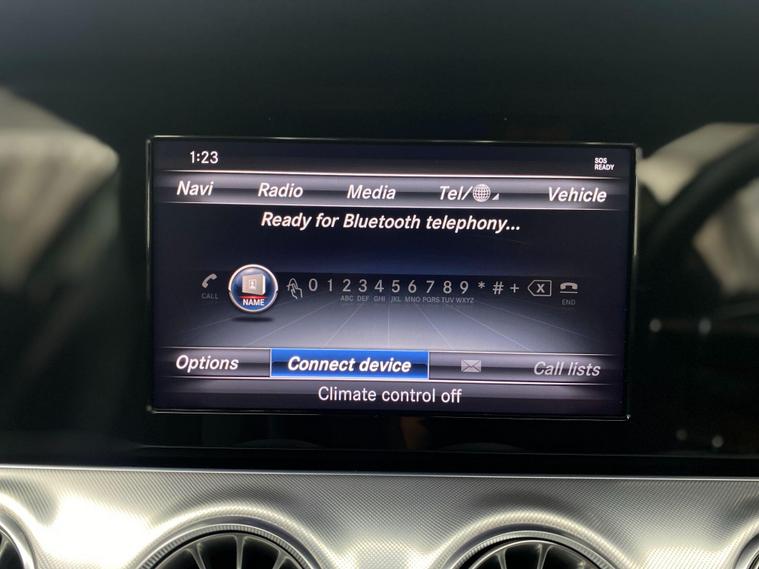 1:23
SOS
READY
Navi Radio Media Tel/ Vehicle
Ready for Bluetooth telephony...
CALL NAME 0 1 2 3 4 5 6 7 8 9 * # + X END
ABC DEF GHI JKL MNO PQRS TUV WXYZ
Options Connect device Call lists
Climate control off